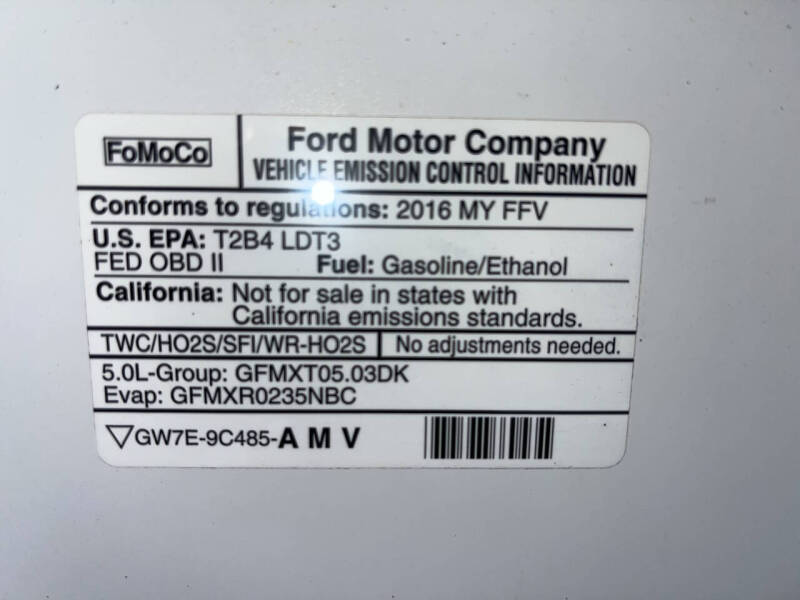 FoMoCo
Ford Motor Company
VEHICLE EMISSION CONTROL INFORMATION
Conforms to regulations: 2016 MY FFV
U.S. EPA: T2B4 LDT3
FED OBD II Fuel: Gasoline/Ethanol
California: Not for sale in states with
California emissions standards.
TWC/HO2S/SFI/WR-HO2S No adjustments needed.
5.0L-Group: GFMXT05.03DK
Evap: GFMXR0235NBC
▽GW7E-9C485-A M V